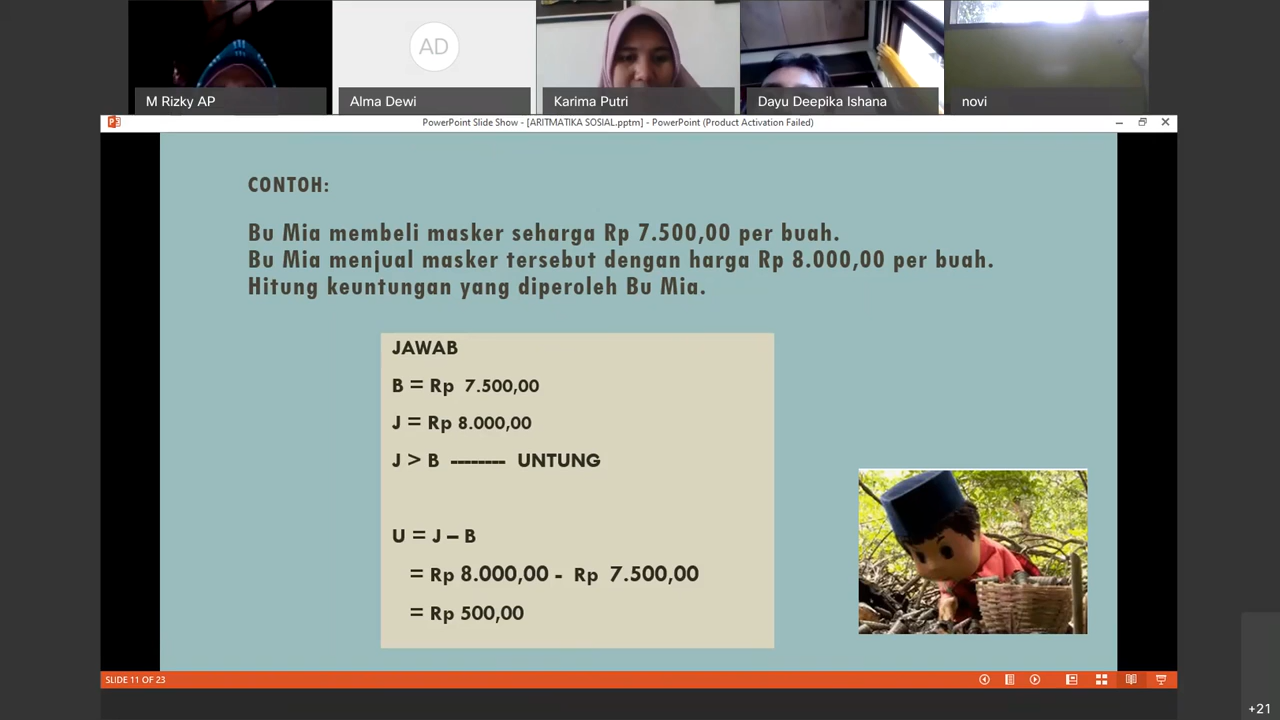 AD
M Rizky AP
Alma Dewi
Karima Putri
Dayu Deepika Ishana
novi
PowerPoint Slide Show - [ARITMATIKA SOSIAL.pptm] - PowerPoint (Product Activation Failed)
CONTOH:
Bu Mia membeli masker seharga Rp 7.500,00 per buah.
Bu Mia menjual masker tersebut dengan harga Rp 8.000,00 per buah.
Hitung keuntungan yang diperoleh Bu Mia.
JAWAB
B = Rp 7.500,00
J = Rp 8.000,00
J > B -------- UNTUNG
U = J – B
= Rp 8.000,00 - Rp 7.500,00
= Rp 500,00
SLIDE 11 OF 23
+21